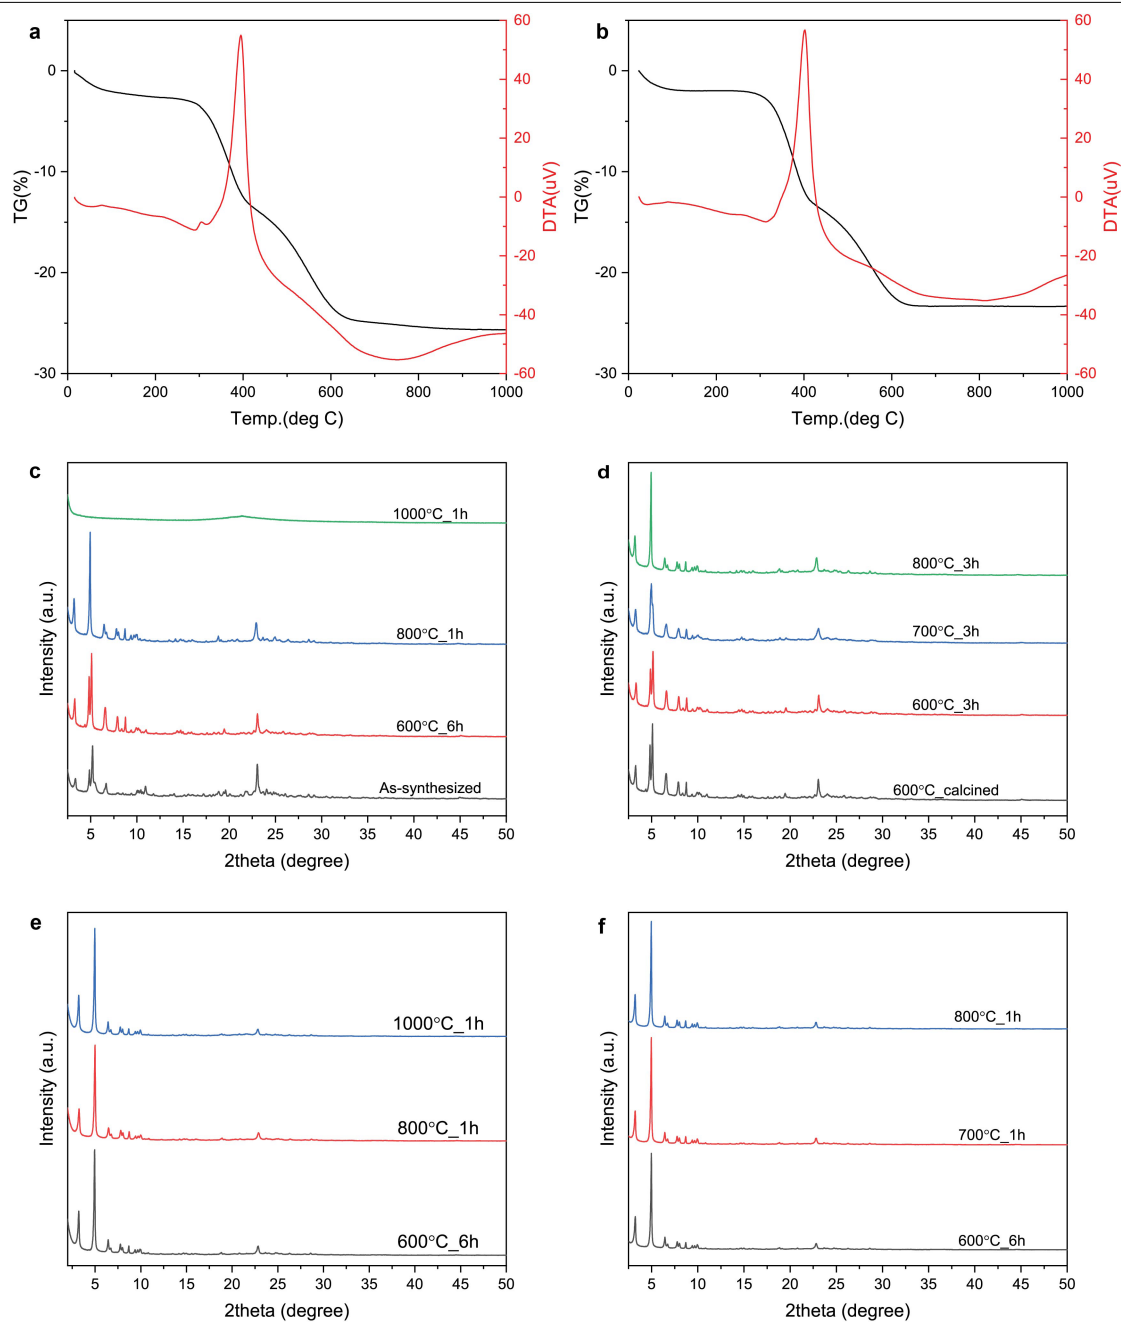 a
60
0
40
20
-10
0
TG(%)
DTA(uV)
-20
-20
-40
-30
-60
0
200
400
600
800
1000
Temp.(deg C)
b
60
0
40
20
-10
0
TG(%)
DTA(uV)
-20
-20
-40
-30
-60
0
200
400
600
800
1000
Temp.(deg C)
c
1000°C_1h
800°C_1h
600°C_6h
As-synthesized
Intensity (a.u.)
5
10
15
20
25
30
35
40
45
50
2theta (degree)
d
800°C_3h
700°C_3h
600°C_3h
600°C_calcined
Intensity (a.u.)
5
10
15
20
25
30
35
40
45
50
2theta (degree)
e
1000°C_1h
800°C_1h
600°C_6h
Intensity (a.u.)
5
10
15
20
25
30
35
40
45
50
2theta (degree)
f
800°C_1h
700°C_1h
600°C_6h
Intensity (a.u.)
5
10
15
20
25
30
35
40
45
50
2theta (degree)